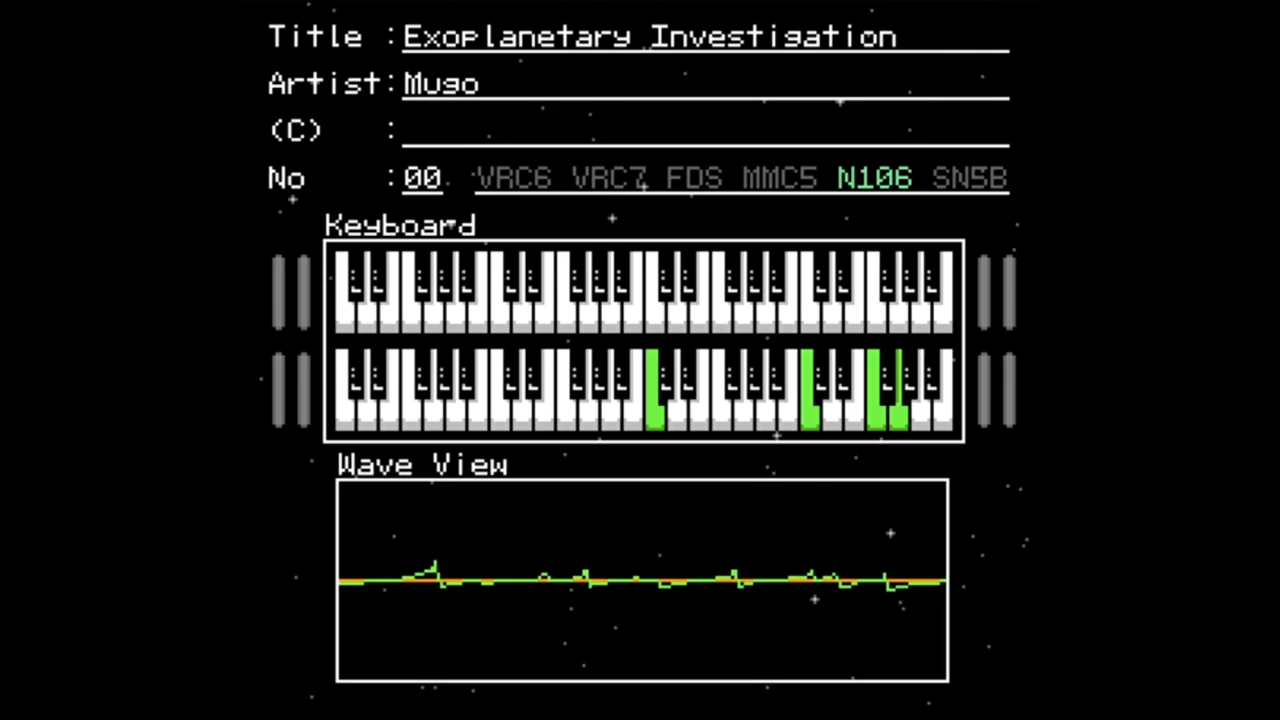 Title :Exoplanetary Investigation
Artist:Mugo
(C) :
No :00 VRC6 VRC7 FDS MMC5 N106 SN5B
Keyboard
Wave View